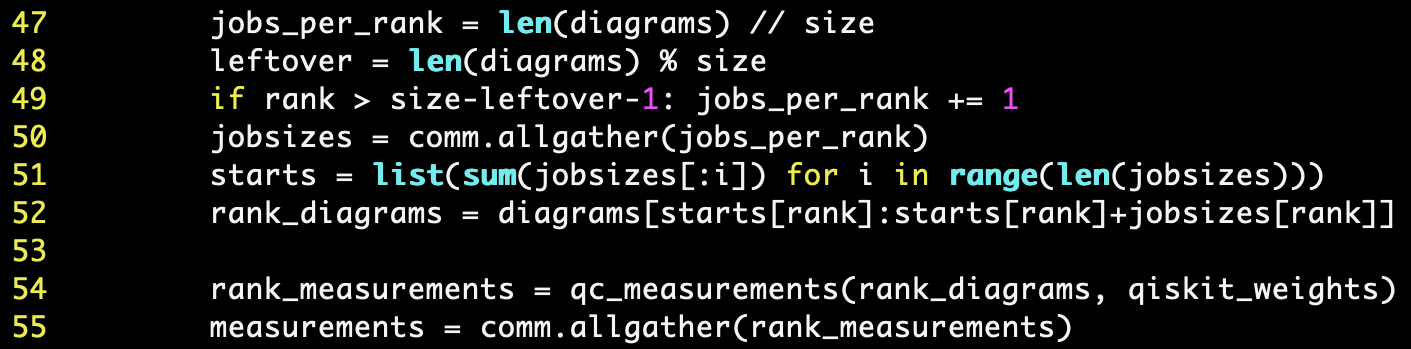 47         jobs_per_rank = len(diagrams) // size
48         leftover = len(diagrams) % size
49         if rank > size-leftover-1: jobs_per_rank += 1
50         jobsizes = comm.allgather(jobs_per_rank)
51         starts = list(sum(jobsizes[:i]) for i in range(len(jobsizes)))
52         rank_diagrams = diagrams[starts[rank]:starts[rank]+jobsizes[rank]]
53
54         rank_measurements = qc_measurements(rank_diagrams, qiskit_weights)
55         measurements = comm.allgather(rank_measurements)